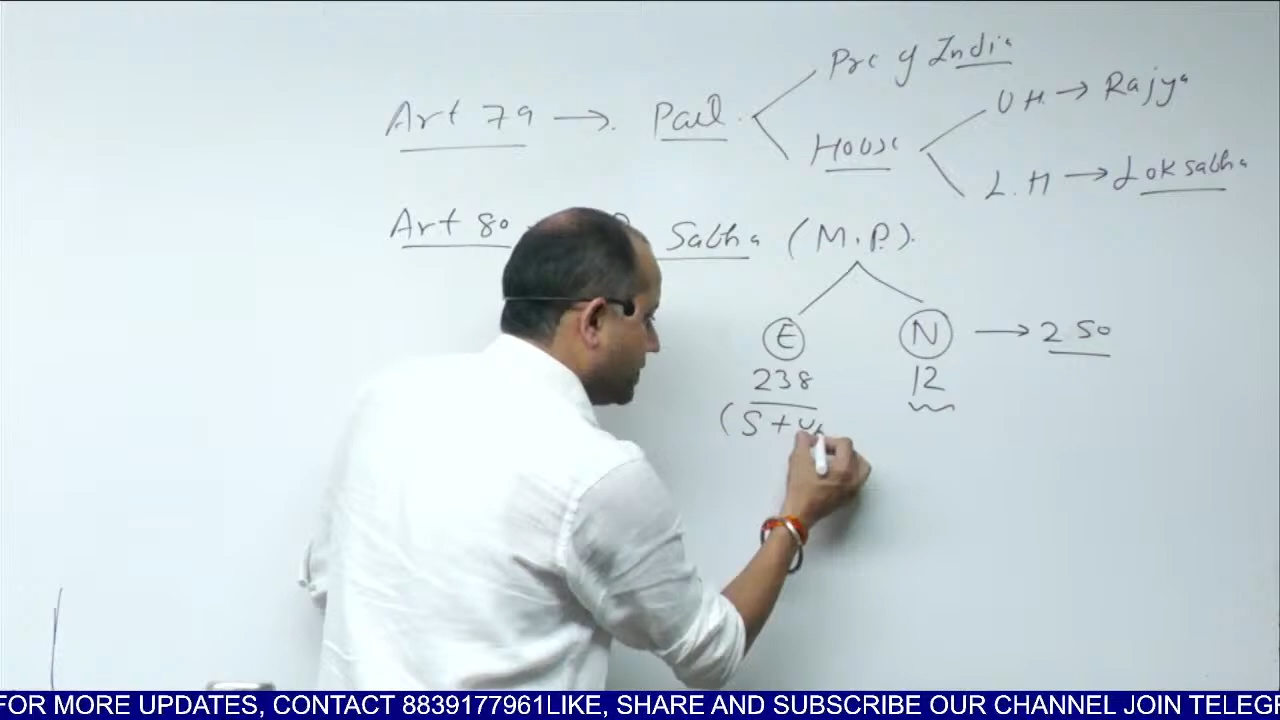 Pre of India
Art 79 → Parl.
House
U H. → Rajya
L.H → Loksabha
Art 80
Sabha (M.P.).
E N → 250
238 12
(S + U
FOR MORE UPDATES, CONTACT 8839177961LIKE, SHARE AND SUBSCRIBE OUR CHANNEL JOIN TELEGR